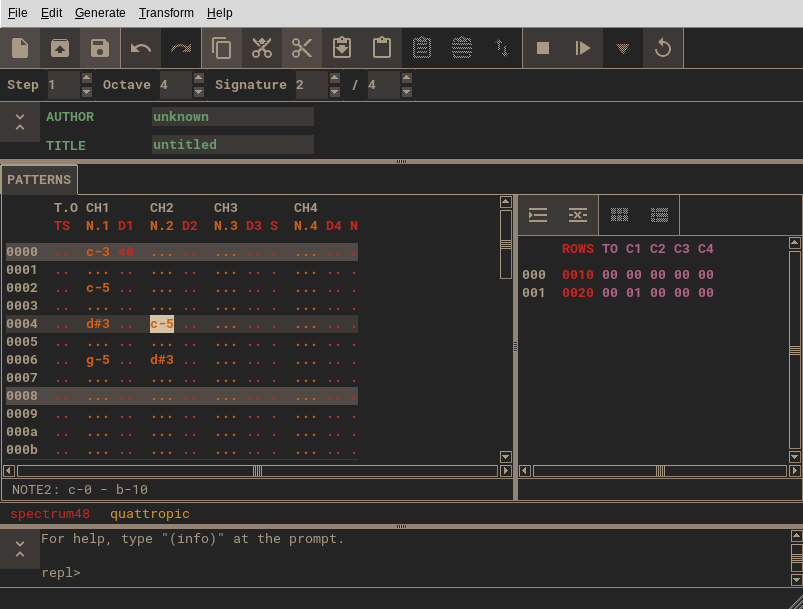 File Edit Generate Transform Help
Step 1 Octave 4 Signature 2 / 4
AUTHOR unknown
TITLE untitled
PATTERNS
T.O CH1 CH2 CH3 CH4
TS N.1 D1 N.2 D2 N.3 D3 S N.4 D4 N
0000 .. c-3 40 ... .. ... .. . ... .. .
0001 .. ... .. ... .. ... .. . ... .. .
0002 .. c-5 .. ... .. ... .. . ... .. .
0003 .. ... .. ... .. ... .. . ... .. .
0004 .. d#3 .. c-5 .. ... .. . ... .. .
0005 .. ... .. ... .. ... .. . ... .. .
0006 .. g-5 .. d#3 .. ... .. . ... .. .
0007 .. ... .. ... .. ... .. . ... .. .
0008 .. ... .. ... .. ... .. . ... .. .
0009 .. ... .. ... .. ... .. . ... .. .
000a .. ... .. ... .. ... .. . ... .. .
000b .. ... .. ... .. ... .. . ... .. .
ROWS TO C1 C2 C3 C4
000 0010 00 00 00 00 00
001 0020 00 01 00 00 00
NOTE2: c-0 - b-10
spectrum48 quattropic
For help, type "(info)" at the prompt.
repl>